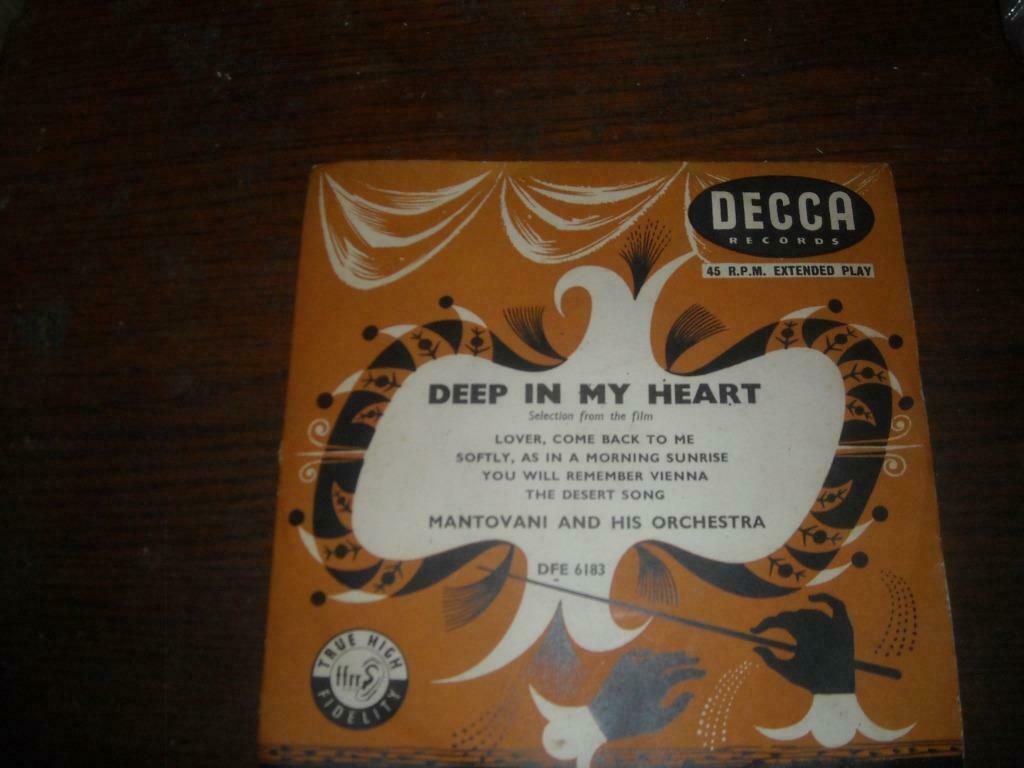 DECCA
RECORDS
45 R.P.M. EXTENDED PLAY
DEEP IN MY HEART
Selection from the film
LOVER, COME BACK TO ME
SOFTLY, AS IN A MORNING SUNRISE
YOU WILL REMEMBER VIENNA
THE DESERT SONG
MANTOVANI AND HIS ORCHESTRA
DFE 6183
TRUE HIGH
ffrr
FIDELITY